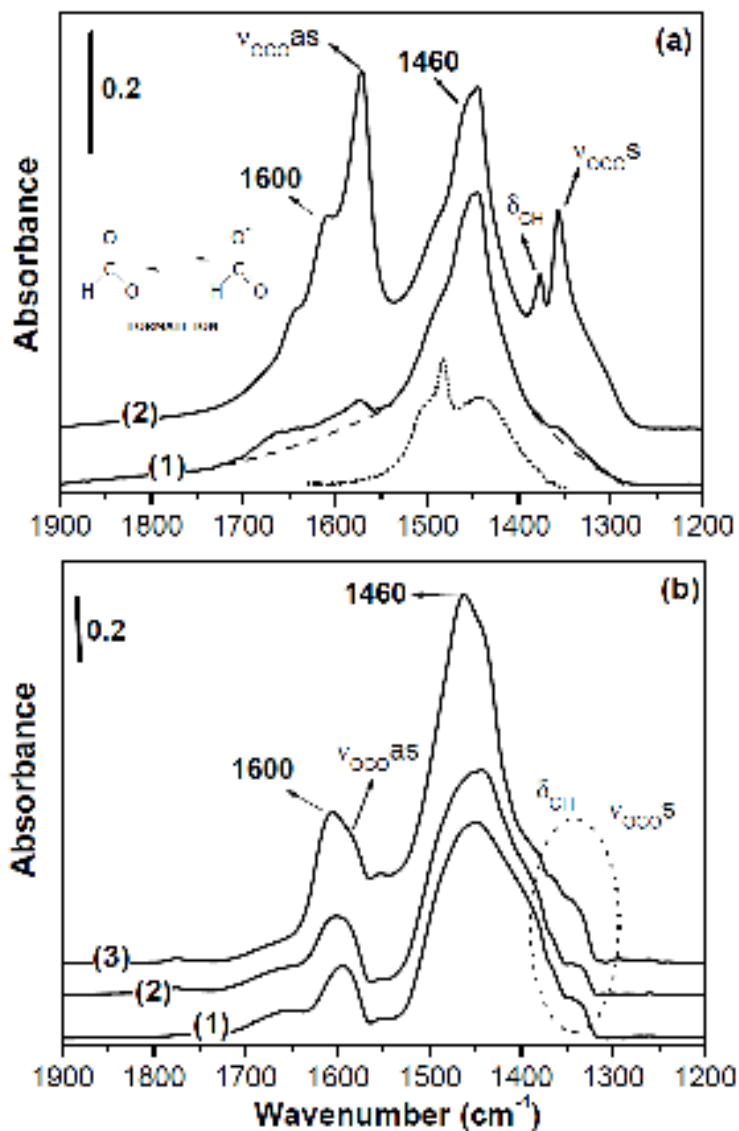 (a)
ν_OCO as
1460
0.2
ν_OCO s
1600
δ_CH
O O-
C C
H O H O
Absorbance
(2)
(1)
1900 1800 1700 1600 1500 1400 1300 1200
(b)
1460
0.2
ν_OCO as
1600
δ_CH
ν_OCO s
Absorbance
(3)
(2)
(1)
1900 1800 1700 1600 1500 1400 1300 1200
Wavenumber (cm-1)